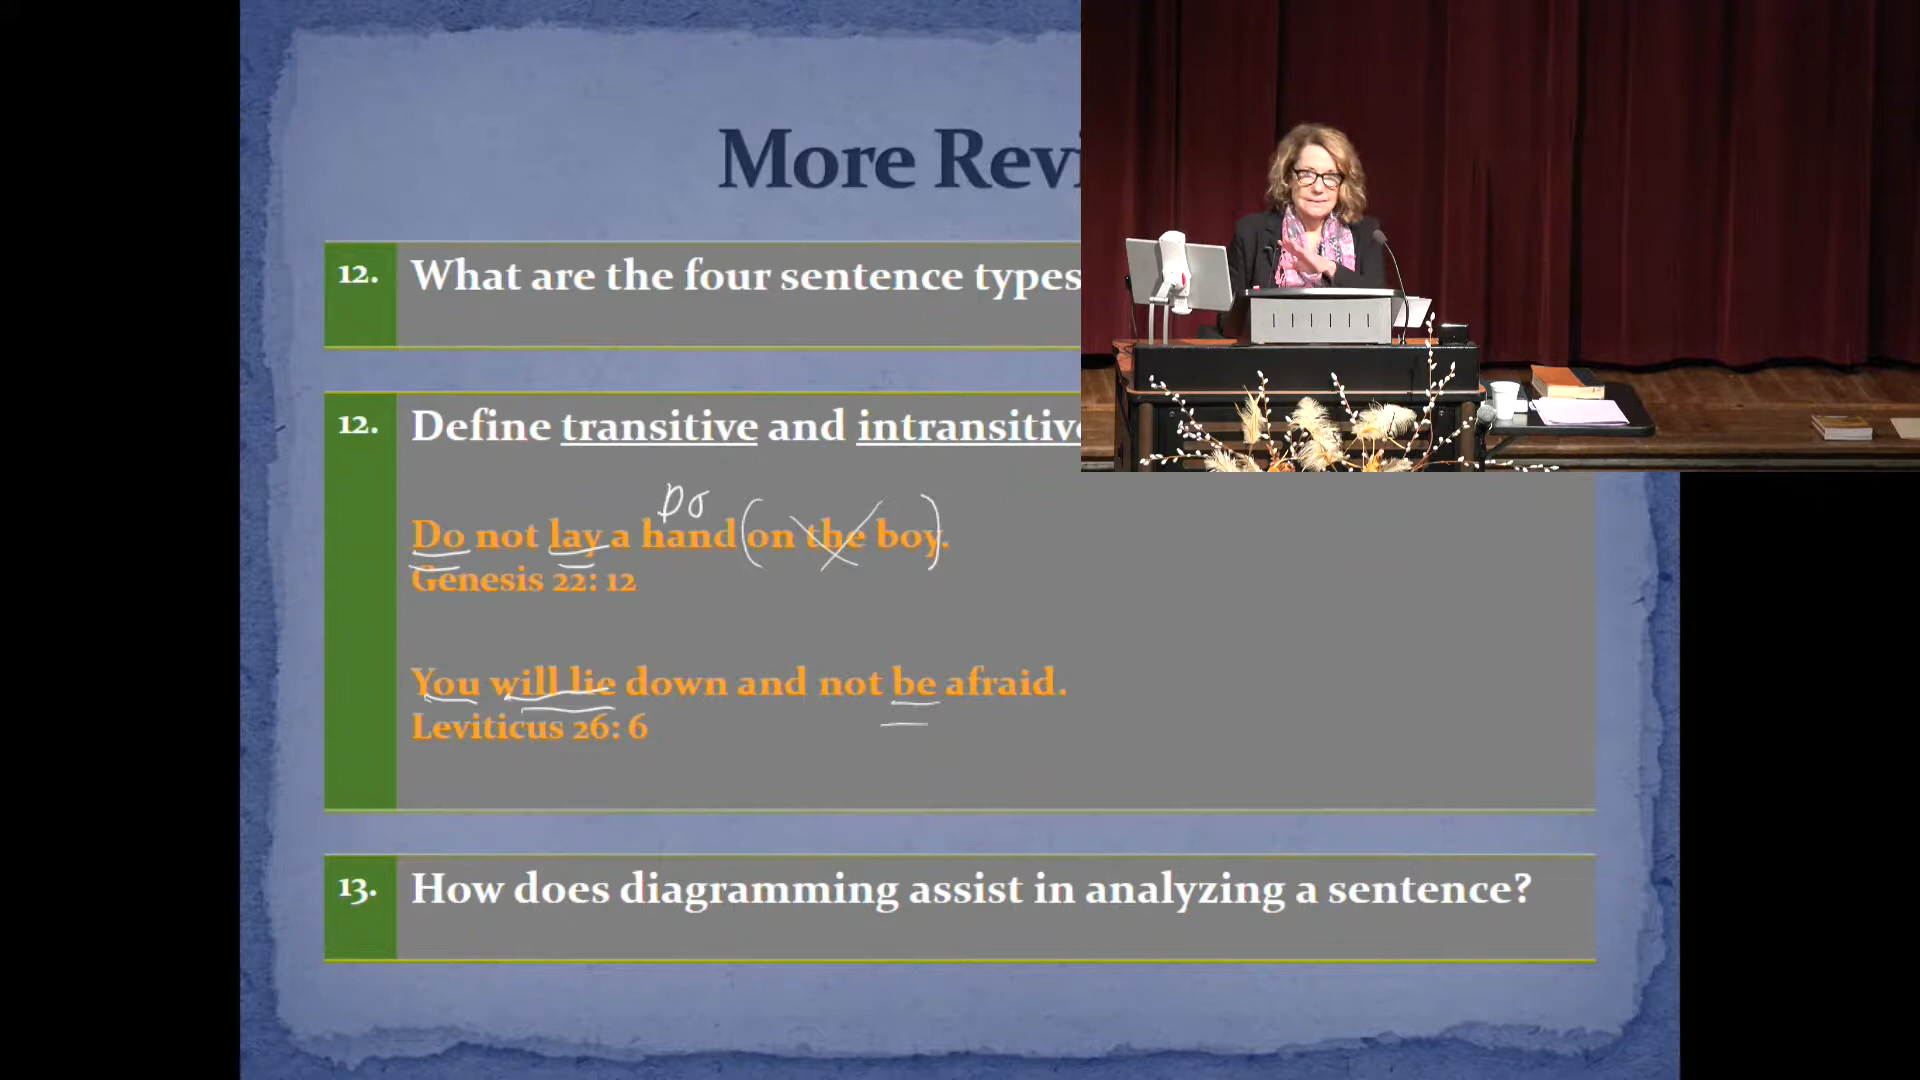 More Rev
12. What are the four sentence types
12. Define transitive and intransitive
DO
Do not lay a hand (on the boy).
Genesis 22: 12
You will lie down and not be afraid.
Leviticus 26: 6
13. How does diagramming assist in analyzing a sentence?